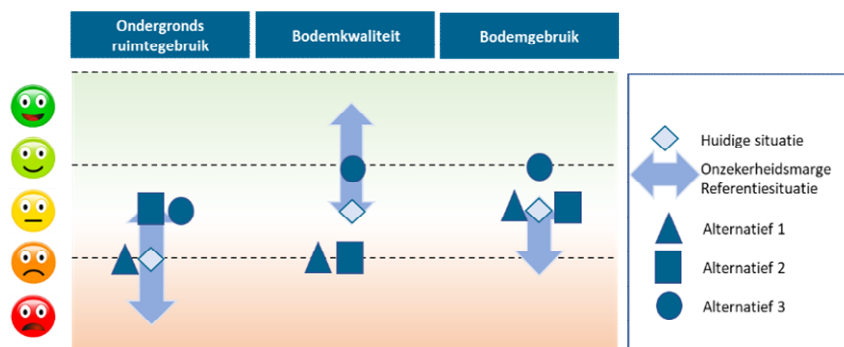 Ondergronds
ruimtegebruik
Bodemkwaliteit
Bodemgebruik
Huidige situatie
Onzekerheidsmarge
Referentiesituatie
Alternatief 1
Alternatief 2
Alternatief 3